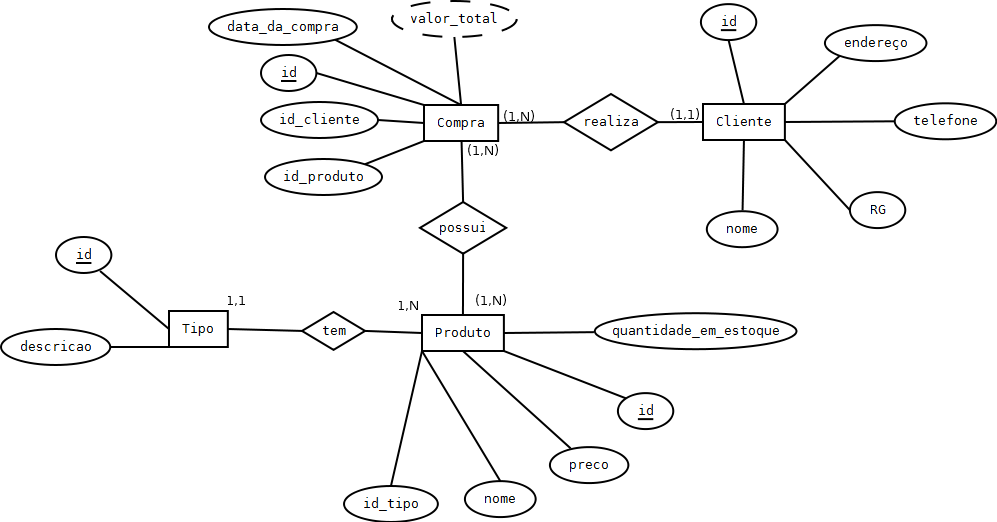 valor_total
data_da_compra
id
id
endereço
id_cliente
Compra
(1,N)
realiza
(1,1)
Cliente
telefone
(1,N)
id_produto
RG
nome
possui
id
1,1
1,N
(1,N)
Tipo
tem
Produto
quantidade_em_estoque
descricao
id
preco
id_tipo
nome